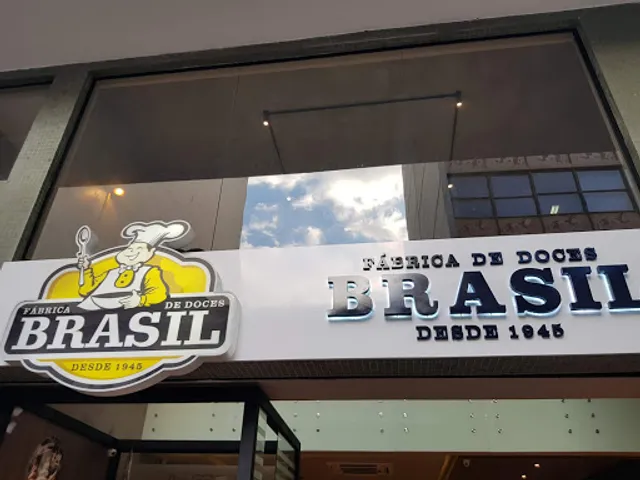 FÁBRICA DE DOCES
BRASIL
DESDE 1945
FÁBRICA DE DOCES
BRASIL
DESDE 1945